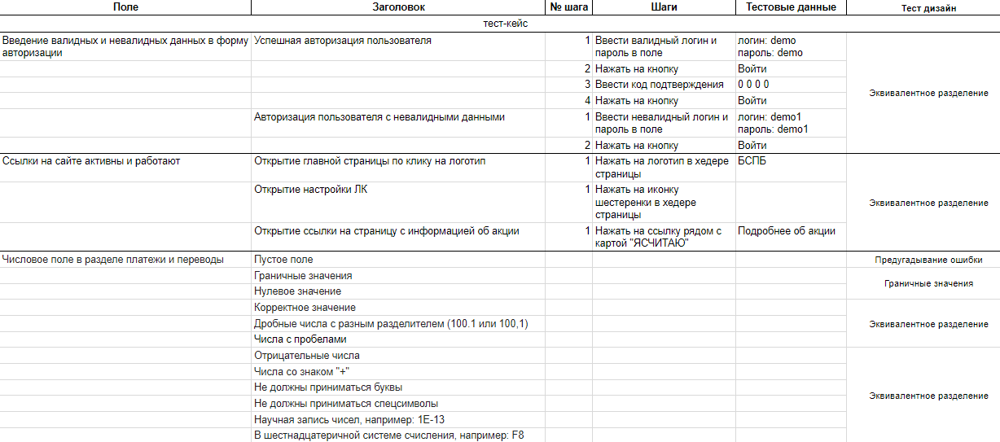 Поле Заголовок № шага Шаги Тестовые данные Тест дизайн
тест-кейс
Введение валидных и невалидных данных в форму авторизации Успешная авторизация пользователя 1 Ввести валидный логин и пароль в поле логин: demo пароль: demo Эквивалентное разделение
2 Нажать на кнопку Войти
3 Ввести код подтверждения 0 0 0 0
4 Нажать на кнопку Войти
Авторизация пользователя с невалидными данными 1 Ввести невалидный логин и пароль в поле логин: demo1 пароль: demo1
2 Нажать на кнопку Войти
Ссылки на сайте активны и работают Открытие главной страницы по клику на логотип 1 Нажать на логотип в хедере страницы БСПБ Эквивалентное разделение
Открытие настройки ЛК 1 Нажать на иконку шестеренки в хедере страницы
Открытие ссылки на страницу с информацией об акции 1 Нажать на ссылку рядом с картой "ЯСЧИТАЮ" Подробнее об акции
Числовое поле в разделе платежи и переводы Пустое поле Предугадывание ошибки
Граничные значения Граничные значения
Нулевое значение
Корректное значение Эквивалентное разделение
Дробные числа с разным разделителем (100.1 или 100,1)
Числа с пробелами
Отрицательные числа Эквивалентное разделение
Числа со знаком "+"
Не должны приниматься буквы
Не должны приниматься спецсимволы
Научная запись чисел, например: 1E-13
В шестнадцатеричной системе счисления, например: F8